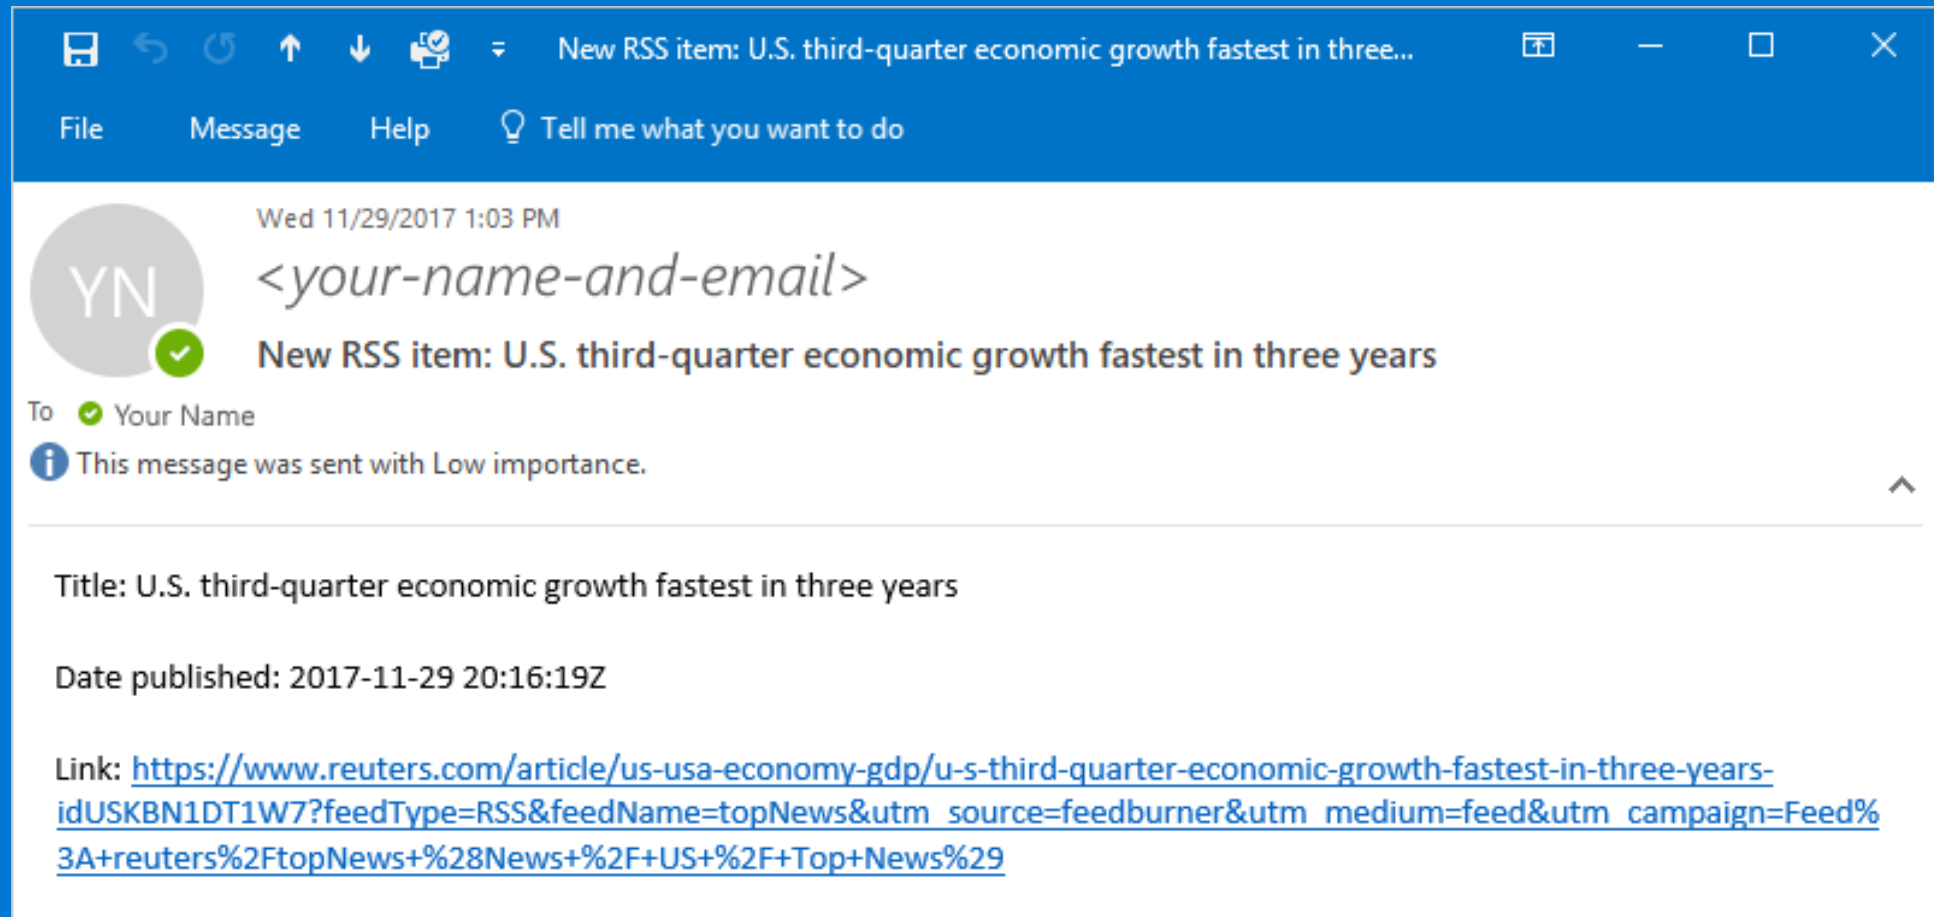 New RSS item: U.S. third-quarter economic growth fastest in three...
File Message Help Tell me what you want to do
Wed 11/29/2017 1:03 PM
YN
<your-name-and-email>
New RSS item: U.S. third-quarter economic growth fastest in three years
To Your Name
This message was sent with Low importance.
Title: U.S. third-quarter economic growth fastest in three years
Date published: 2017-11-29 20:16:19Z
Link: https://www.reuters.com/article/us-usa-economy-gdp/u-s-third-quarter-economic-growth-fastest-in-three-years-
idUSKBN1DT1W7?feedType=RSS&feedName=topNews&utm_source=feedburner&utm_medium=feed&utm_campaign=Feed%
3A+reuters%2FtopNews+%28News+%2F+US+%2F+Top+News%29